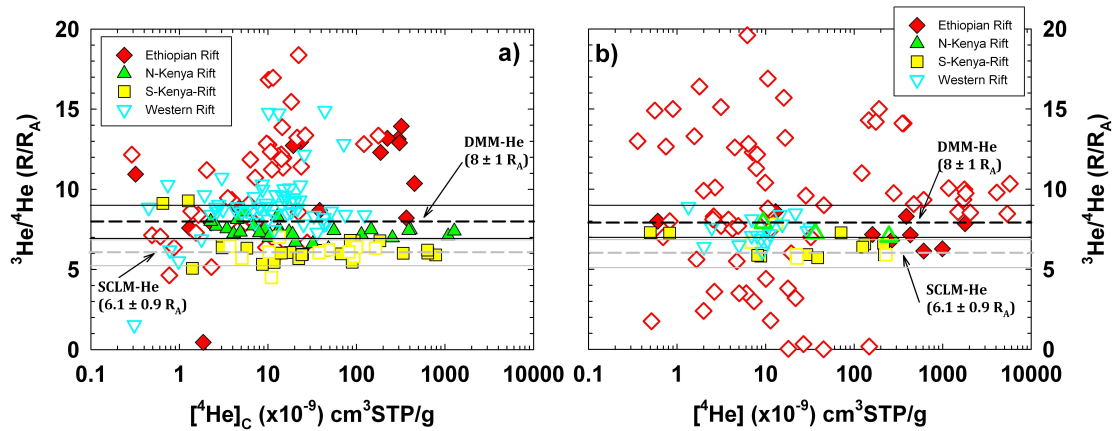 20
15
10
5
0
³He/⁴He (R/R_A)
Ethiopian Rift
N-Kenya Rift
S-Kenya-Rift
Western Rift
a)
DMM-He
(8 ± 1 R_A)
SCLM-He
(6.1 ± 0.9 R_A)
0.1 1 10 100 1000
[⁴He]_C (x10⁻⁹) cm³STP/g
b)
Ethiopian Rift
N-Kenya Rift
S-Kenya-Rift
Western Rift
DMM-He
(8 ± 1 R_A)
SCLM-He
(6.1 ± 0.9 R_A)
20
15
10
5
0
³He/⁴He (R/R_A)
0.1 1 10 100 1000
[⁴He] (x10⁻⁹) cm³STP/g